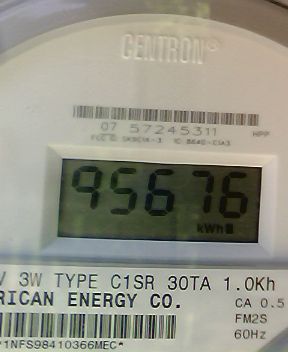 CENTRON®
07 57245311 HPP
95676
kWh
V 3W TYPE C1SR 30TA 1.0Kh
RICAN ENERGY CO. CA 0.5
FM2S
60Hz
*1NFS98410366MEC*